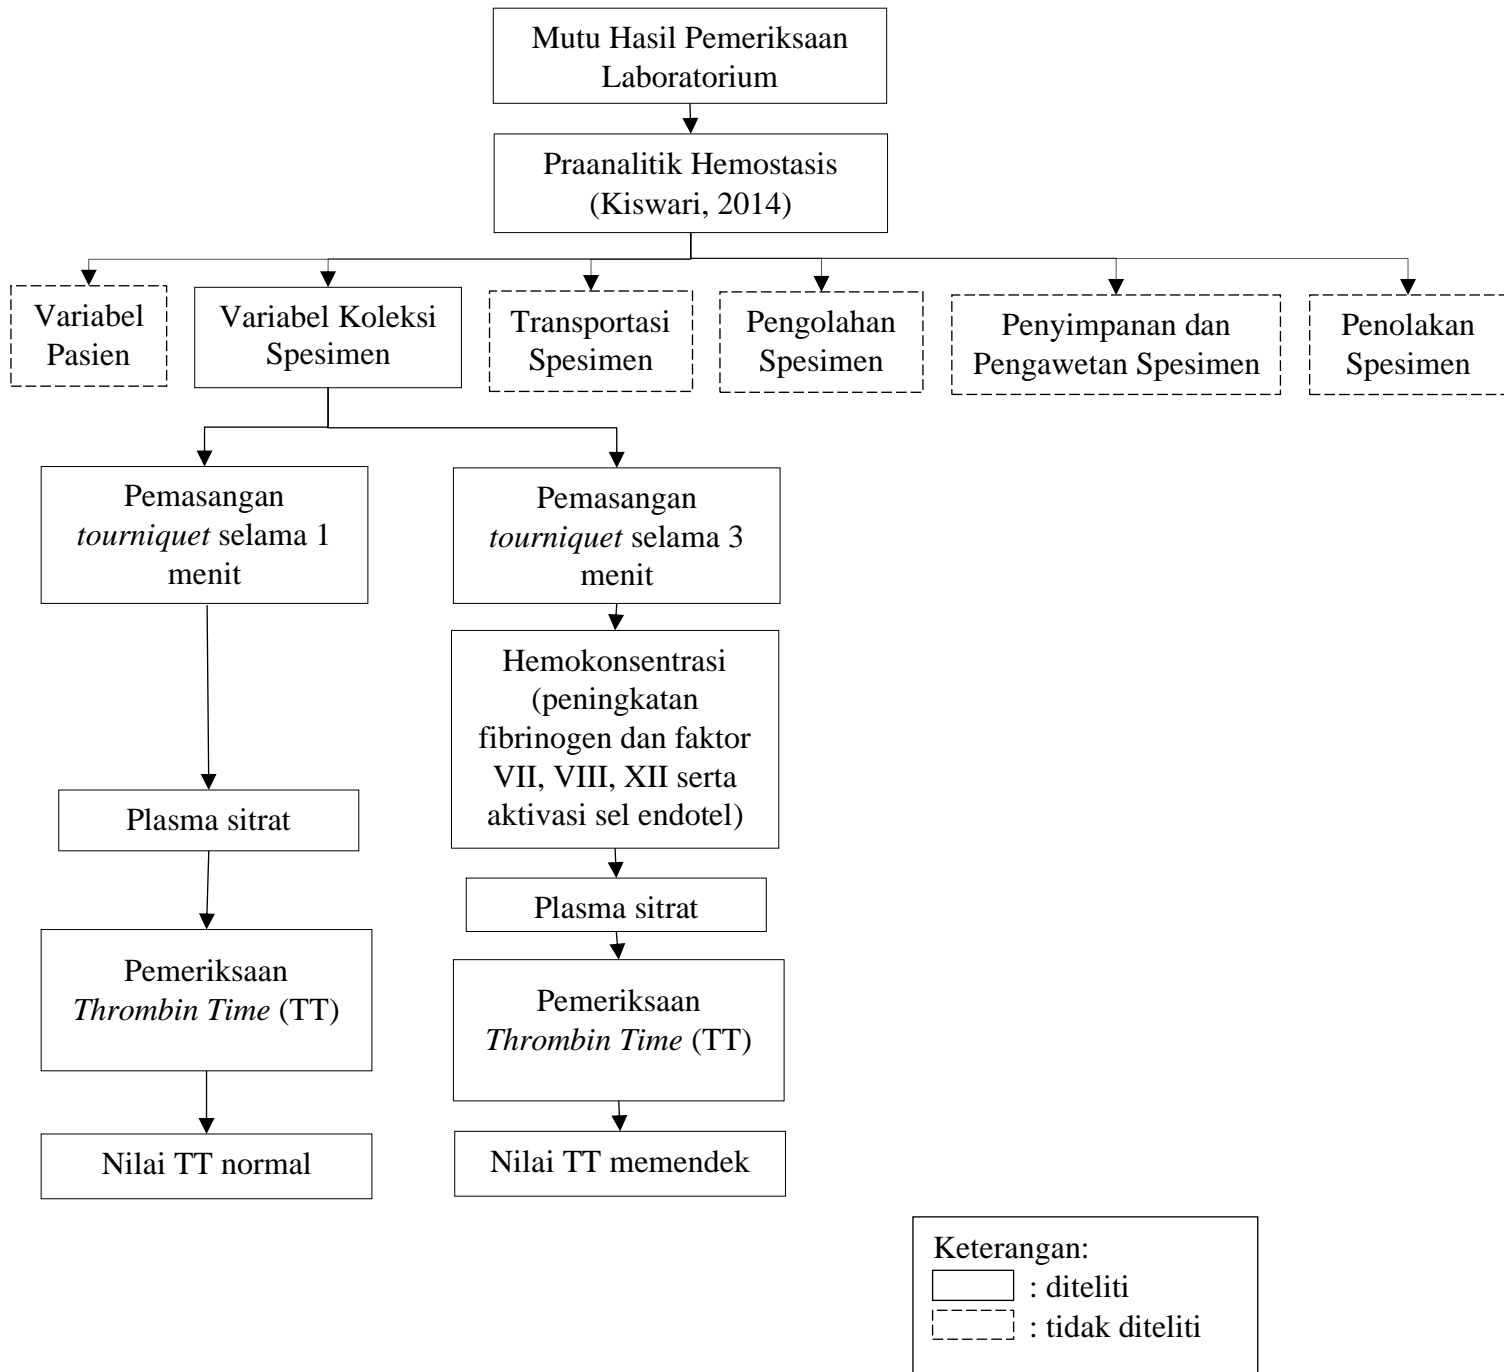 Mutu Hasil Pemeriksaan
Laboratorium
Praanalitik Hemostasis
(Kiswari, 2014)
Variabel
Pasien
Variabel Koleksi
Spesimen
Transportasi
Spesimen
Pengolahan
Spesimen
Penyimpanan dan
Pengawetan Spesimen
Penolakan
Spesimen
Pemasangan
tourniquet selama 1
menit
Pemasangan
tourniquet selama 3
menit
Hemokonsentrasi
(peningkatan
fibrinogen dan faktor
VII, VIII, XII serta
aktivasi sel endotel)
Plasma sitrat
Plasma sitrat
Pemeriksaan
Thrombin Time (TT)
Pemeriksaan
Thrombin Time (TT)
Nilai TT normal
Nilai TT memendek
Keterangan:
: diteliti
: tidak diteliti